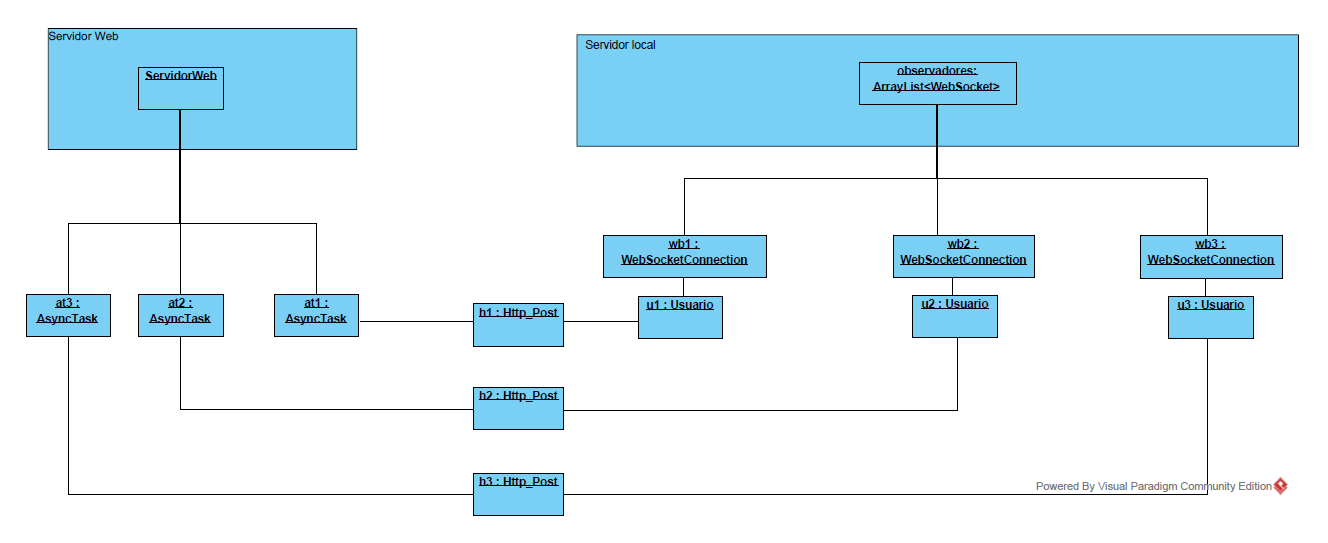 Servidor Web
ServidorWeb
Servidor local
observadores:
ArrayList<WebSocket>
wb1 :
WebSocketConnection
wb2 :
WebSocketConnection
wb3 :
WebSocketConnection
at3 :
AsyncTask
at2 :
AsyncTask
at1 :
AsyncTask
h1 : Http_Post
u1 : Usuario
u2 : Usuario
u3 : Usuario
h2 : Http_Post
h3 : Http_Post
Powered By Visual Paradigm Community Edition